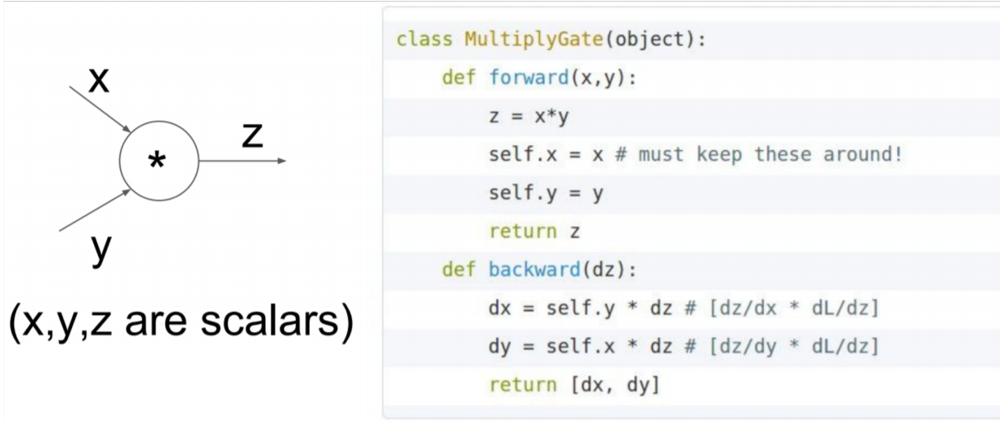 x
*
z
y
(x,y,z are scalars)
class MultiplyGate(object):
    def forward(x,y):
        z = x*y
        self.x = x # must keep these around!
        self.y = y
        return z
    def backward(dz):
        dx = self.y * dz # [dz/dx * dL/dz]
        dy = self.x * dz # [dz/dy * dL/dz]
        return [dx, dy]